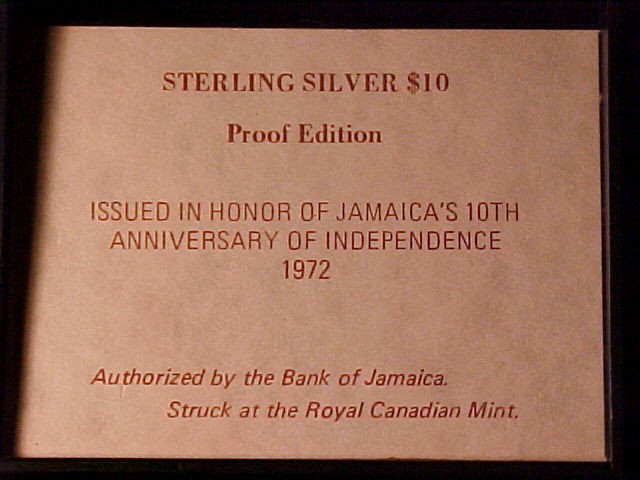 STERLING SILVER $10
Proof Edition
ISSUED IN HONOR OF JAMAICA'S 10TH
ANNIVERSARY OF INDEPENDENCE
1972
Authorized by the Bank of Jamaica.
Struck at the Royal Canadian Mint.